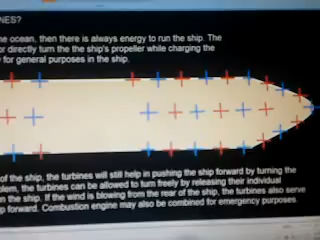 NES?
he ocean, then there is always energy to run the ship. The
or directly turn the the ship's propeller while charging the
for general purposes in the ship.
of the ship, the turbines will still help in pushing the ship forward by turning the
blem, the turbines can be allowed to turn freely by releasing their individual
n the ship. If the wind is blowing from the rear of the ship, the turbines also serve
p forward. Combustion engine may also be combined for emergency purposes